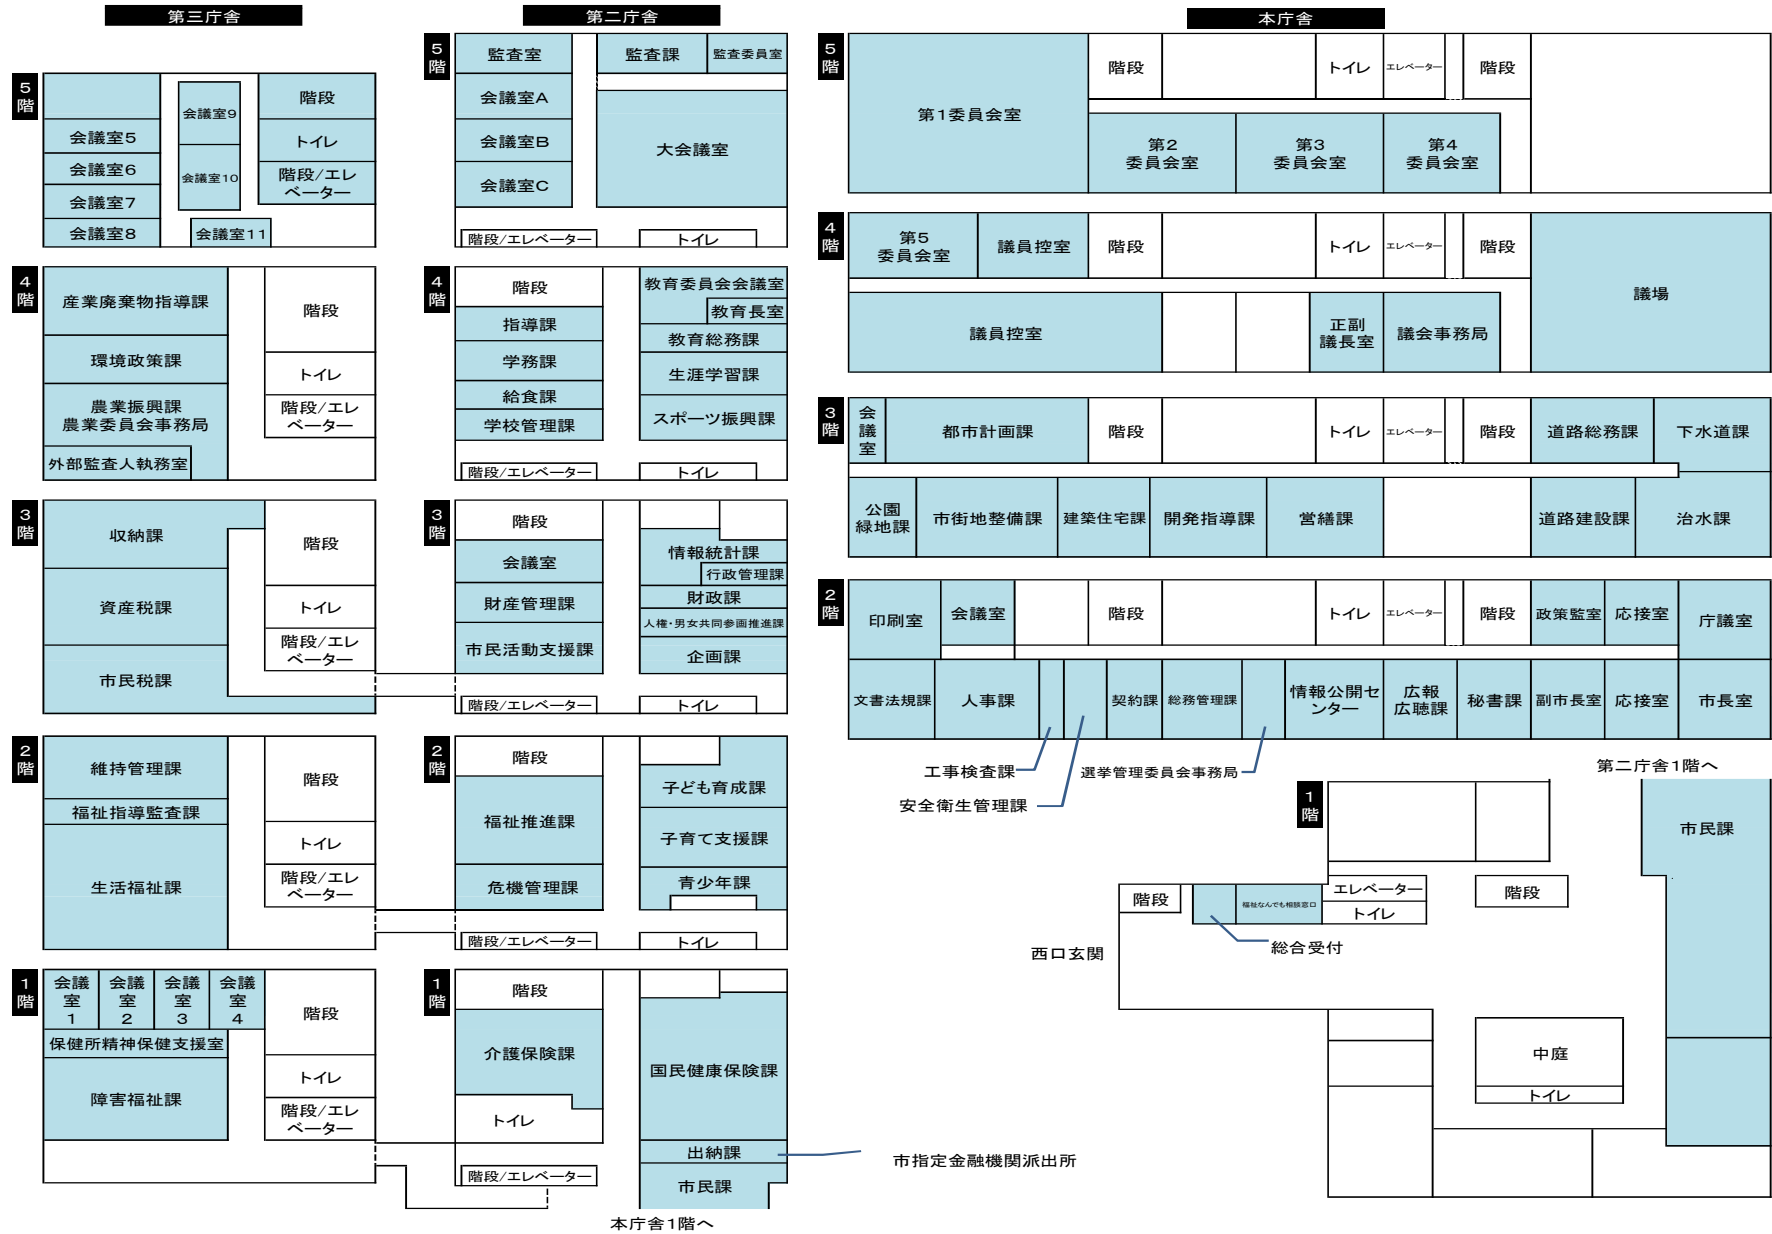 第三庁舎
5
階
会議室9
階段
会議室5
トイレ
会議室6
会議室10
階段/エレ
ベーター
会議室7
会議室8
会議室11
4
階
産業廃棄物指導課
階段
環境政策課
トイレ
農業振興課
農業委員会事務局
階段/エレ
ベーター
外部監査人執務室
3
階
収納課
階段
資産税課
トイレ
階段/エレ
ベーター
市民税課
2
階
維持管理課
階段
福祉指導監査課
トイレ
生活福祉課
階段/エレ
ベーター
1
階
会議
室
1
会議
室
2
会議
室
3
会議
室
4
階段
保健所精神保健支援室
トイレ
障害福祉課
階段/エレ
ベーター
第二庁舎
5
階
監査室
監査課
監査委員室
会議室A
会議室B
大会議室
会議室C
階段/エレベーター
トイレ
4
階
階段
教育委員会会議室
教育長室
指導課
教育総務課
学務課
生涯学習課
給食課
スポーツ振興課
学校管理課
階段/エレベーター
トイレ
3
階
階段
情報統計課
会議室
行政管理課
財産管理課
財政課
人権・男女共同参画推進課
市民活動支援課
企画課
階段/エレベーター
トイレ
2
階
階段
子ども育成課
福祉推進課
子育て支援課
危機管理課
青少年課
階段/エレベーター
トイレ
1
階
階段
介護保険課
国民健康保険課
トイレ
出納課
市指定金融機関派出所
階段/エレベーター
市民課
本庁舎1階へ
本庁舎
5
階
第1委員会室
階段
トイレ
エレベーター
階段
第2
委員会室
第3
委員会室
第4
委員会室
4
階
第5
委員会室
議員控室
階段
トイレ
エレベーター
階段
議場
議員控室
正副
議長室
議会事務局
3
階
会
議
室
都市計画課
階段
トイレ
エレベーター
階段
道路総務課
下水道課
公園
緑地課
市街地整備課
建築住宅課
開発指導課
営繕課
道路建設課
治水課
2
階
印刷室
会議室
階段
トイレ
エレベーター
階段
政策監室
応接室
庁議室
文書法規課
人事課
契約課
総務管理課
情報公開セ
ンター
広報
広聴課
秘書課
副市長室
応接室
市長室
工事検査課
選挙管理委員会事務局
安全衛生管理課
第二庁舎1階へ
1
階
市民課
階段
福祉なんでも相談窓口
エレベーター
トイレ
階段
総合受付
西口玄関
中庭
トイレ